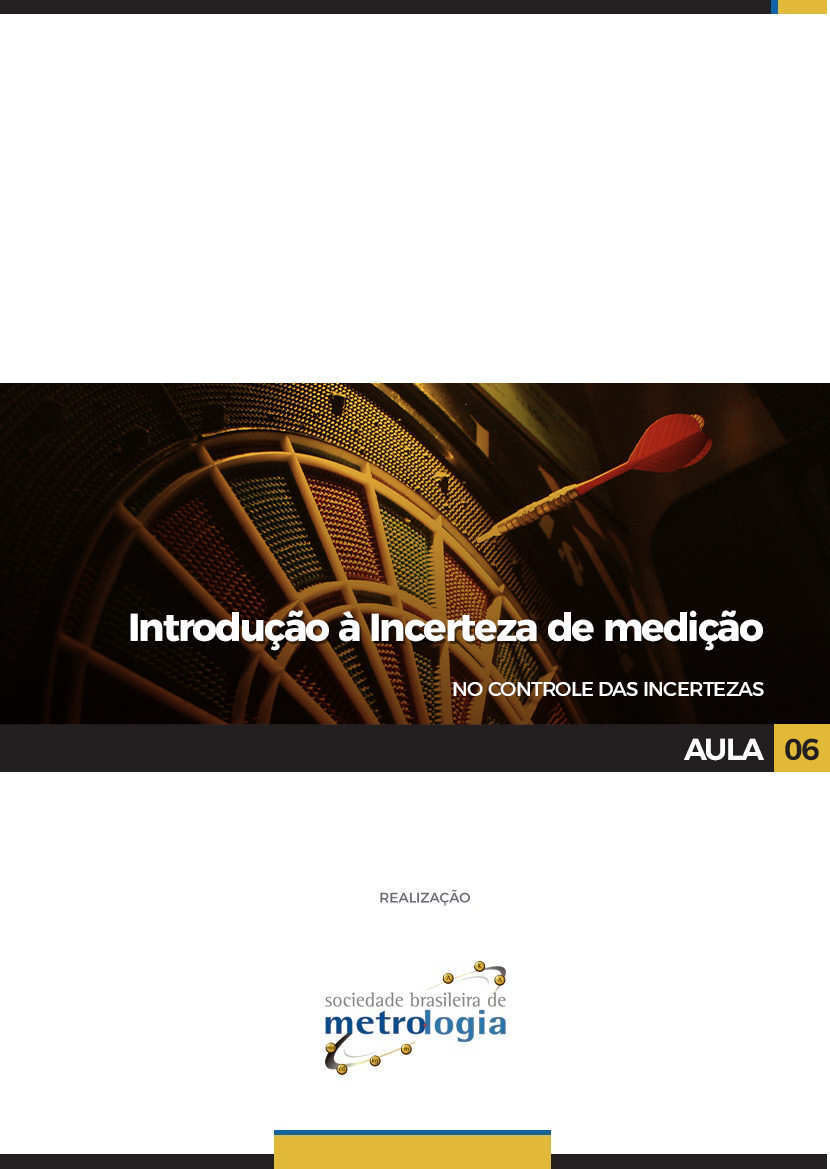 Introdução à Incerteza de medição
NO CONTROLE DAS INCERTEZAS
AULA 06
REALIZAÇÃO
sociedade brasileira de
metrologia